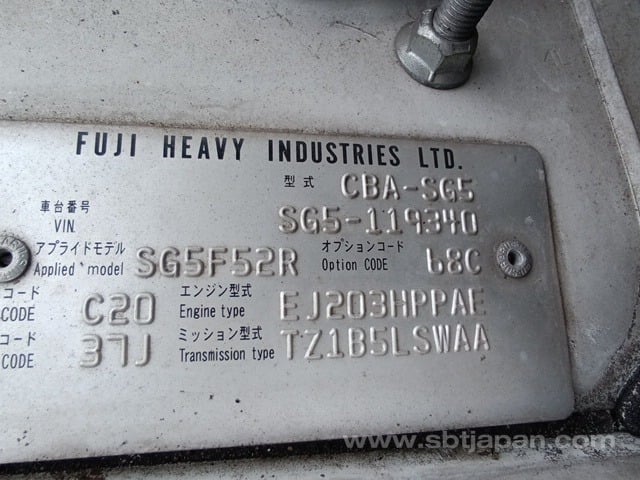 FUJI HEAVY INDUSTRIES LTD.
型式 CBA-SG5
車台番号
VIN SG5-119340
アプライドモデル
Applied model SG5F52R
オプションコード
Option CODE b8C
コード
CODE C20
エンジン型式
Engine type EJ203HPPAE
コード
CODE 37J
ミッション型式
Transmission type TZ1B5LSWAA
www.sbtjapan.com